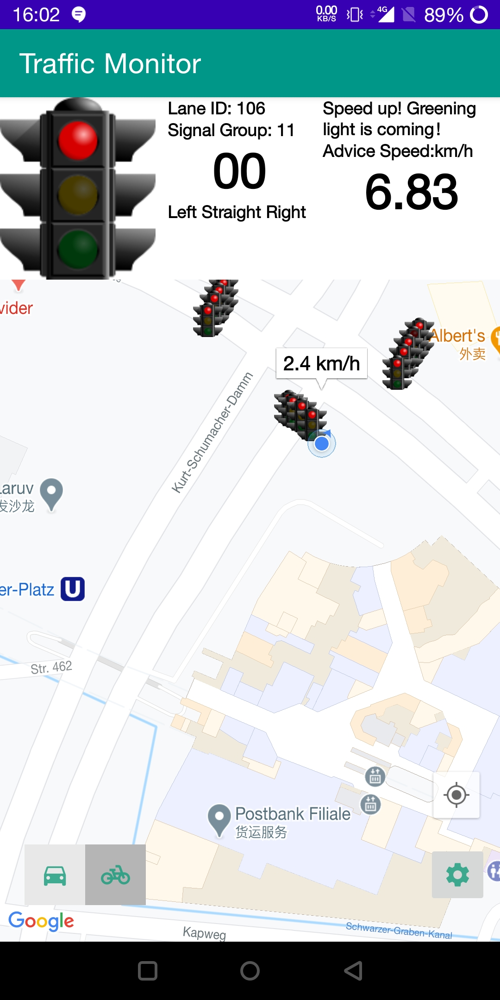 16:02
0.00
KB/S
4G
89%
Traffic Monitor
Lane ID: 106
Signal Group: 11
00
Left Straight Right
Speed up! Greening
light is coming!
Advice Speed:km/h
6.83
vider
Albert's
外卖
2.4 km/h
Kurt-Schumacher-Damm
Laruv
发沙龙
er-Platz
U
Str. 462
Postbank Filiale
货运服务
Google
Kapweg
Schwarzer-Graben-Kanal